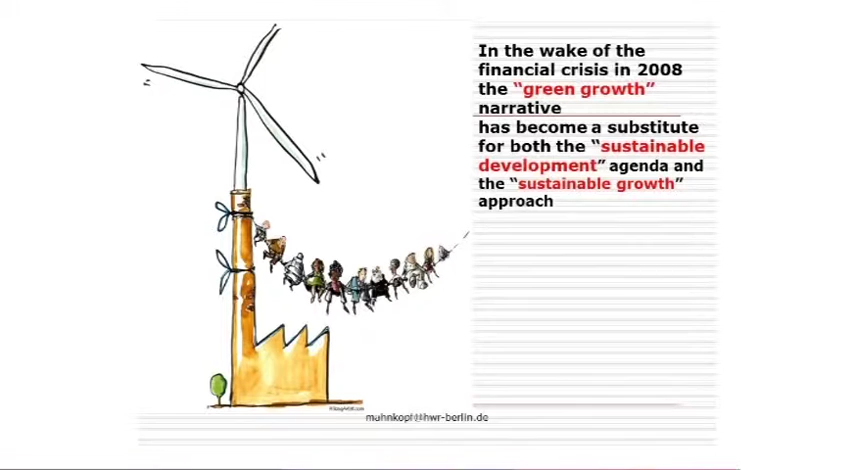 In the wake of the
financial crisis in 2008
the “green growth”
narrative
has become a substitute
for both the “sustainable
development” agenda and
the “sustainable growth”
approach
mahnkopf@hwr-berlin.de